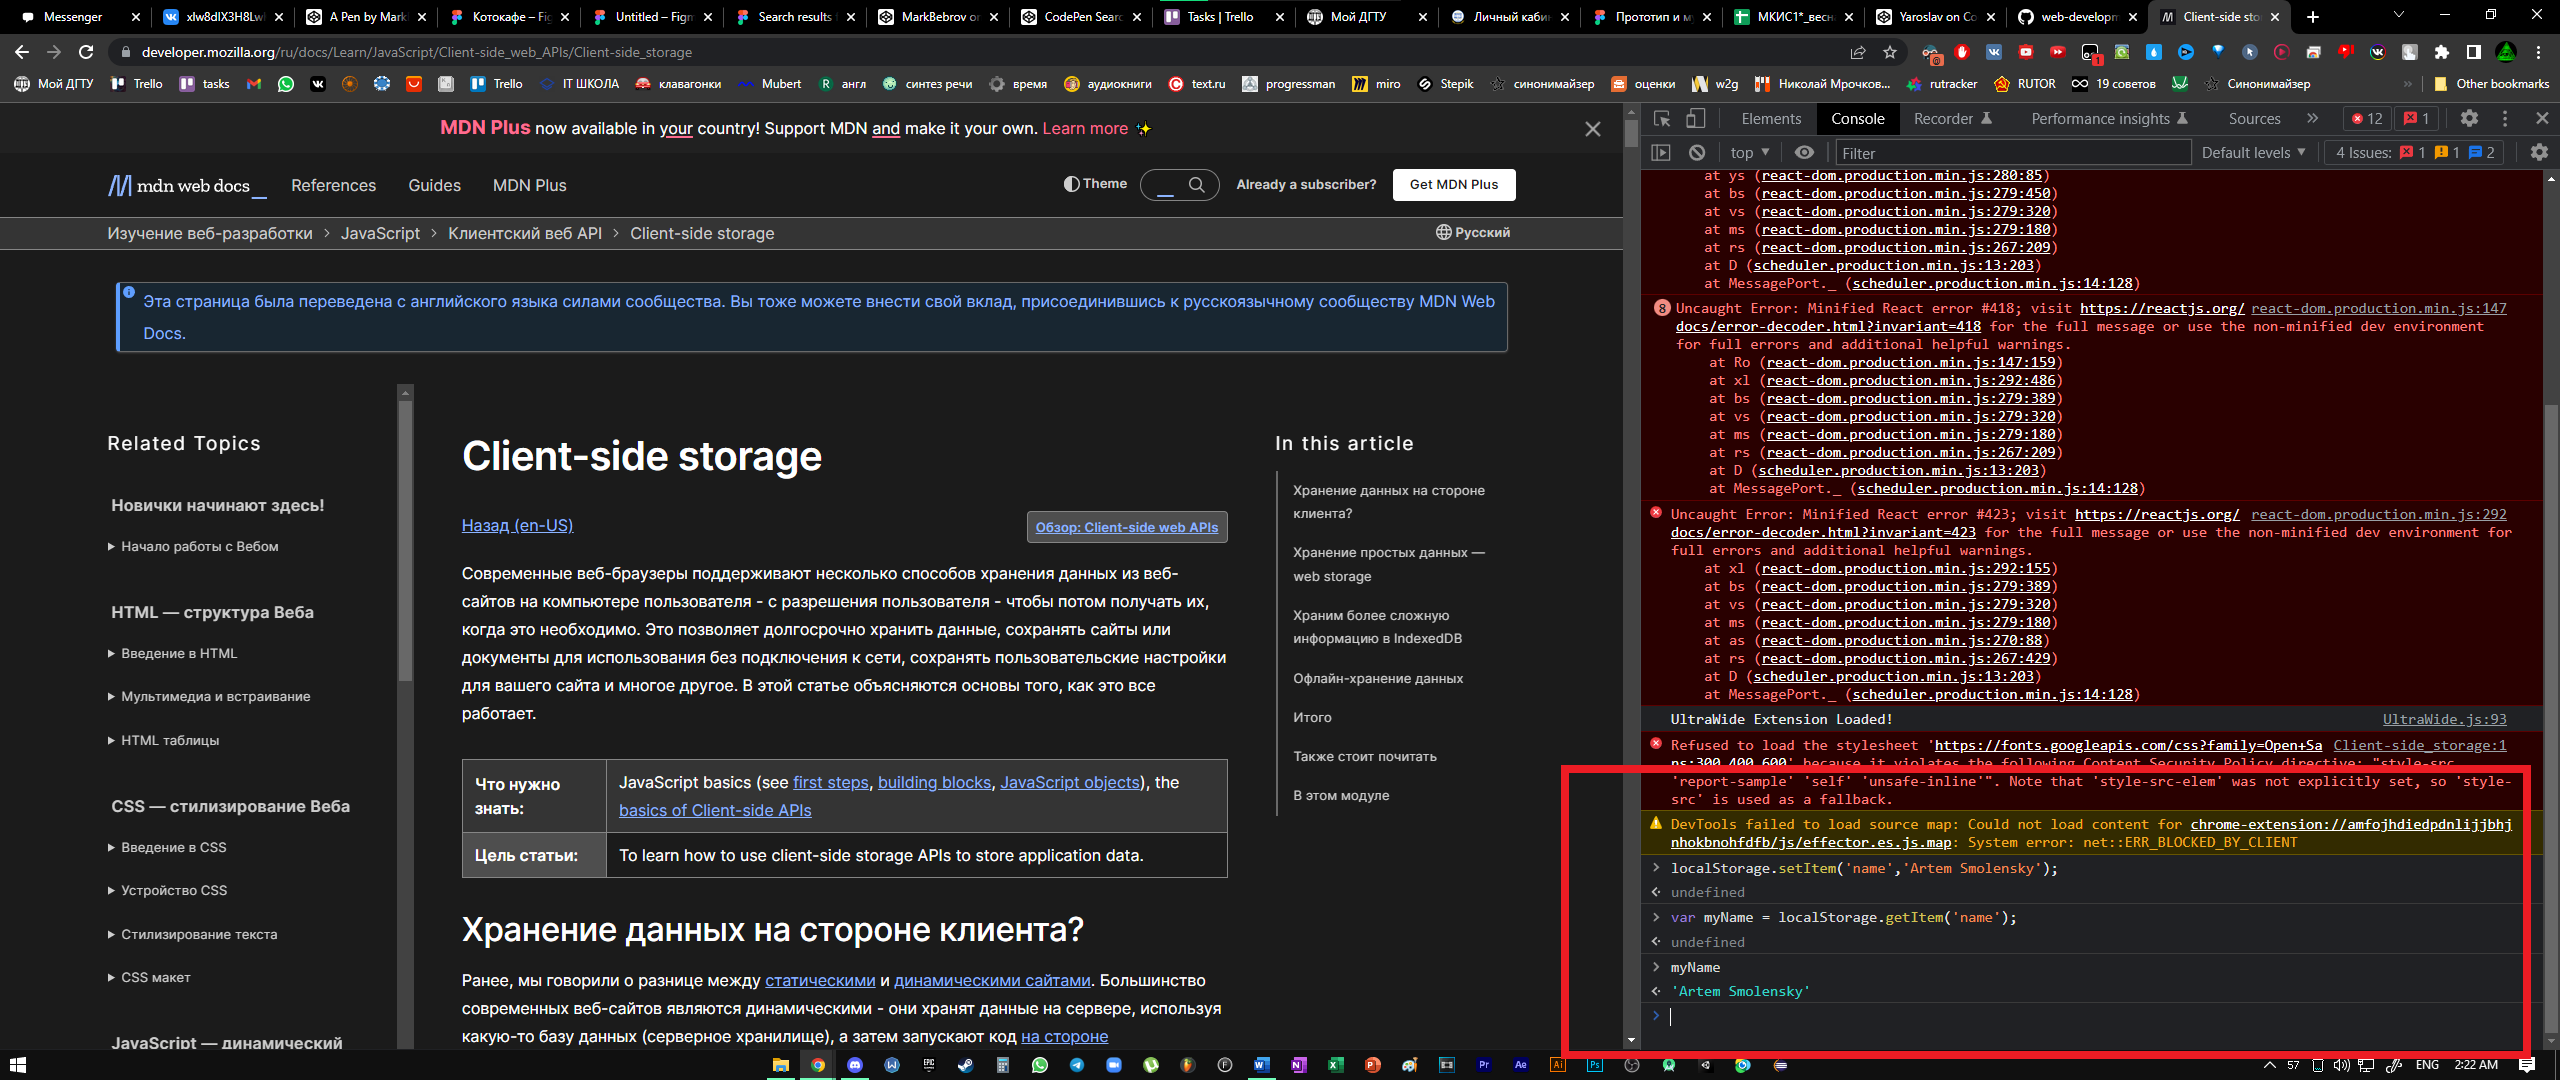 Messenger
xlw8dlX3H8Lwl
A Pen by Mark
Котокафе – Fig
Untitled – Figm
Search results f
MarkBebrov on
CodePen Searc
Tasks | Trello
Мой ДГТУ
Личный кабин
Прототип и м
МКИС1*_весн
Yaroslav on Co
web-developm
Client-side sto
developer.mozilla.org/ru/docs/Learn/JavaScript/Client-side_web_APIs/Client-side_storage
Мой ДГТУ
Trello
tasks
Trello
IT ШКОЛА
клавагонки
Mubert
англ
синтез речи
время
аудиокниги
text.ru
progressman
miro
Stepik
синонимайзер
оценки
w2g
Николай Мрочков...
rutracker
RUTOR
19 советов
Синонимайзер
Other bookmarks
MDN Plus now available in your country! Support MDN and make it your own. Learn more ✨
mdn web docs
References
Guides
MDN Plus
Theme
Already a subscriber?
Get MDN Plus
Изучение веб-разработки > JavaScript > Клиентский веб API > Client-side storage
Русский
Эта страница была переведена с английского языка силами сообщества. Вы тоже можете внести свой вклад, присоединившись к русскоязычному сообществу MDN Web
Docs.
Related Topics
Новички начинают здесь!
Начало работы с Вебом
HTML — структура Веба
Введение в HTML
Мультимедиа и встраивание
HTML таблицы
CSS — стилизирование Веба
Введение в CSS
Устройство CSS
Стилизирование текста
CSS макет
JavaScript — динамический
Client-side storage
Назад (en-US)
Обзор: Client-side web APIs
Современные веб-браузеры поддерживают несколько способов хранения данных из веб-
сайтов на компьютере пользователя - с разрешения пользователя - чтобы потом получать их,
когда это необходимо. Это позволяет долгосрочно хранить данные, сохранять сайты или
документы для использования без подключения к сети, сохранять пользовательские настройки
для вашего сайта и многое другое. В этой статье объясняются основы того, как это все
работает.
Что нужно
знать:
JavaScript basics (see first steps, building blocks, JavaScript objects), the
basics of Client-side APIs
Цель статьи:
To learn how to use client-side storage APIs to store application data.
Хранение данных на стороне клиента?
Ранее, мы говорили о разнице между статическими и динамическими сайтами. Большинство
современных веб-сайтов являются динамическими - они хранят данные на сервере, используя
какую-то базу данных (серверное хранилище), а затем запускают код на стороне
In this article
Хранение данных на стороне
клиента?
Хранение простых данных —
web storage
Храним более сложную
информацию в IndexedDB
Офлайн-хранение данных
Итого
Также стоит почитать
В этом модуле
Elements
Console
Recorder
Performance insights
Sources
12
1
top
Filter
Default levels
4 Issues: 1 1 2
at ys (react-dom.production.min.js:280:85)
at bs (react-dom.production.min.js:279:450)
at vs (react-dom.production.min.js:279:320)
at ms (react-dom.production.min.js:279:180)
at rs (react-dom.production.min.js:267:209)
at D (scheduler.production.min.js:13:203)
at MessagePort._ (scheduler.production.min.js:14:128)
8 Uncaught Error: Minified React error #418; visit https://reactjs.org/ react-dom.production.min.js:147
docs/error-decoder.html?invariant=418 for the full message or use the non-minified dev environment
for full errors and additional helpful warnings.
at Ro (react-dom.production.min.js:147:159)
at xl (react-dom.production.min.js:292:486)
at bs (react-dom.production.min.js:279:389)
at vs (react-dom.production.min.js:279:320)
at ms (react-dom.production.min.js:279:180)
at rs (react-dom.production.min.js:267:209)
at D (scheduler.production.min.js:13:203)
at MessagePort._ (scheduler.production.min.js:14:128)
Uncaught Error: Minified React error #423; visit https://reactjs.org/ react-dom.production.min.js:292
docs/error-decoder.html?invariant=423 for the full message or use the non-minified dev environment for
full errors and additional helpful warnings.
at xl (react-dom.production.min.js:292:155)
at bs (react-dom.production.min.js:279:389)
at vs (react-dom.production.min.js:279:320)
at ms (react-dom.production.min.js:279:180)
at as (react-dom.production.min.js:270:88)
at rs (react-dom.production.min.js:267:429)
at D (scheduler.production.min.js:13:203)
at MessagePort._ (scheduler.production.min.js:14:128)
UltraWide Extension Loaded! UltraWide.js:93
Refused to load the stylesheet 'https://fonts.googleapis.com/css?family=Open+Sa Client-side_storage:1
ns:300,400,600' because it violates the following Content Security Policy directive: "style-src
'report-sample' 'self' 'unsafe-inline'". Note that 'style-src-elem' was not explicitly set, so 'style-
src' is used as a fallback.
DevTools failed to load source map: Could not load content for chrome-extension://amfojhdiedpdnlijjbhj
nhokbnohfdfb/js/effector.es.js.map: System error: net::ERR_BLOCKED_BY_CLIENT
> localStorage.setItem('name','Artem Smolensky');
undefined
> var myName = localStorage.getItem('name');
undefined
> myName
'Artem Smolensky'
57
ENG
2:22 AM